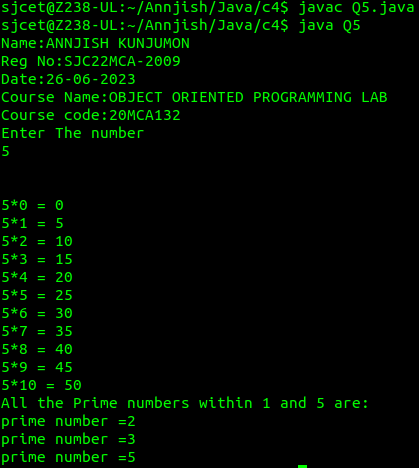 sjcet@Z238-UL:~/Annjish/Java/c4$ javac Q5.java
sjcet@Z238-UL:~/Annjish/Java/c4$ java Q5
Name:ANNJISH KUNJUMON
Reg No:SJC22MCA-2009
Date:26-06-2023
Course Name:OBJECT ORIENTED PROGRAMMING LAB
Course code:20MCA132
Enter The number
5
5*0 = 0
5*1 = 5
5*2 = 10
5*3 = 15
5*4 = 20
5*5 = 25
5*6 = 30
5*7 = 35
5*8 = 40
5*9 = 45
5*10 = 50
All the Prime numbers within 1 and 5 are:
prime number =2
prime number =3
prime number =5